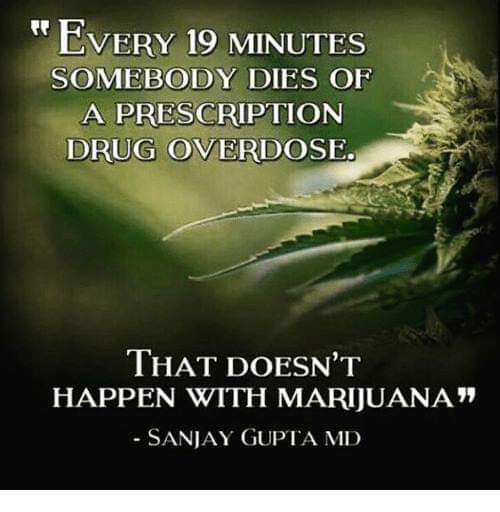 "EVERY 19 MINUTES
SOMEBODY DIES OF
A PRESCRIPTION
DRUG OVERDOSE.
THAT DOESN'T
HAPPEN WITH MARIJUANA"
- SANJAY GUPTA MD